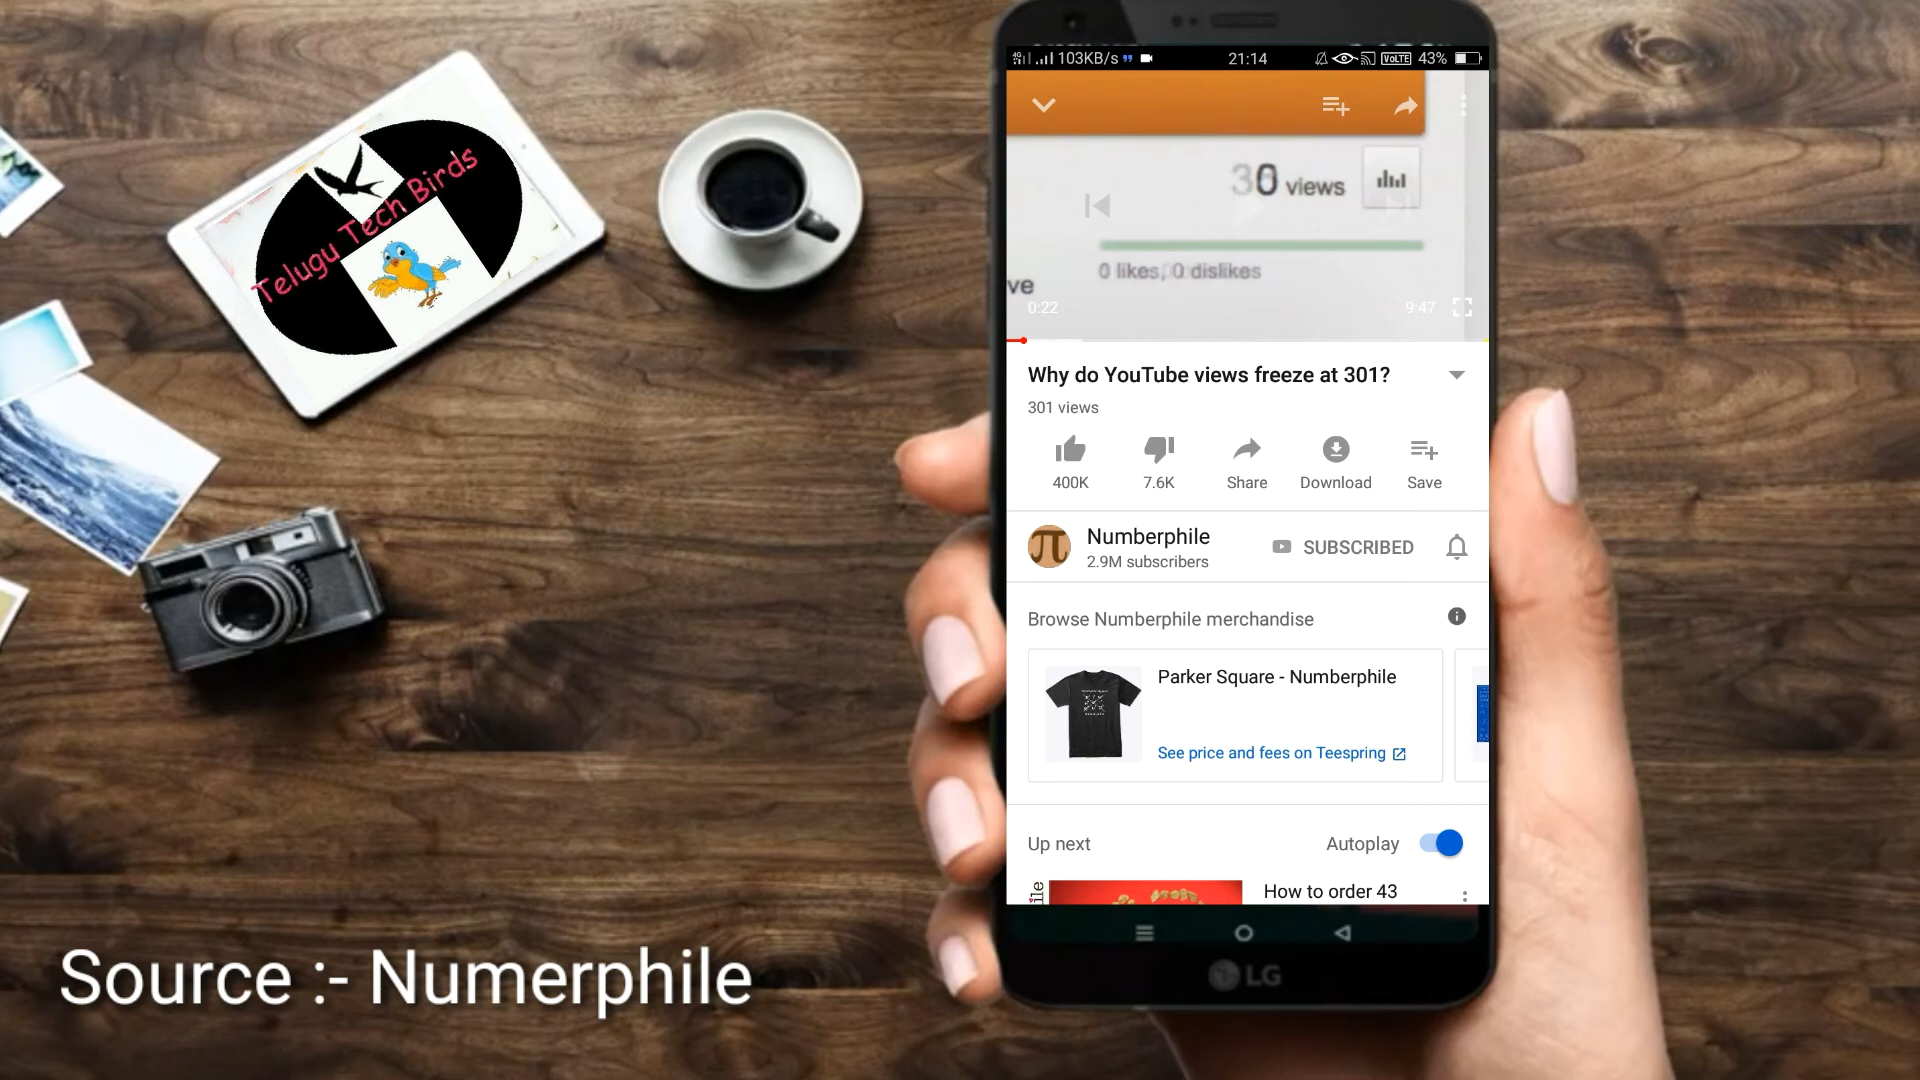 Telugu Tech Birds
103KB/s
21:14
VoLTE 43%
30 views
0 likes, 0 dislikes
ve
0:22
9:47
Why do YouTube views freeze at 301?
301 views
400K
7.6K
Share
Download
Save
Numberphile
SUBSCRIBED
2.9M subscribers
Browse Numberphile merchandise
Parker Square - Numberphile
See price and fees on Teespring
Up next
Autoplay
ile
How to order 43
LG
Source :- Numerphile